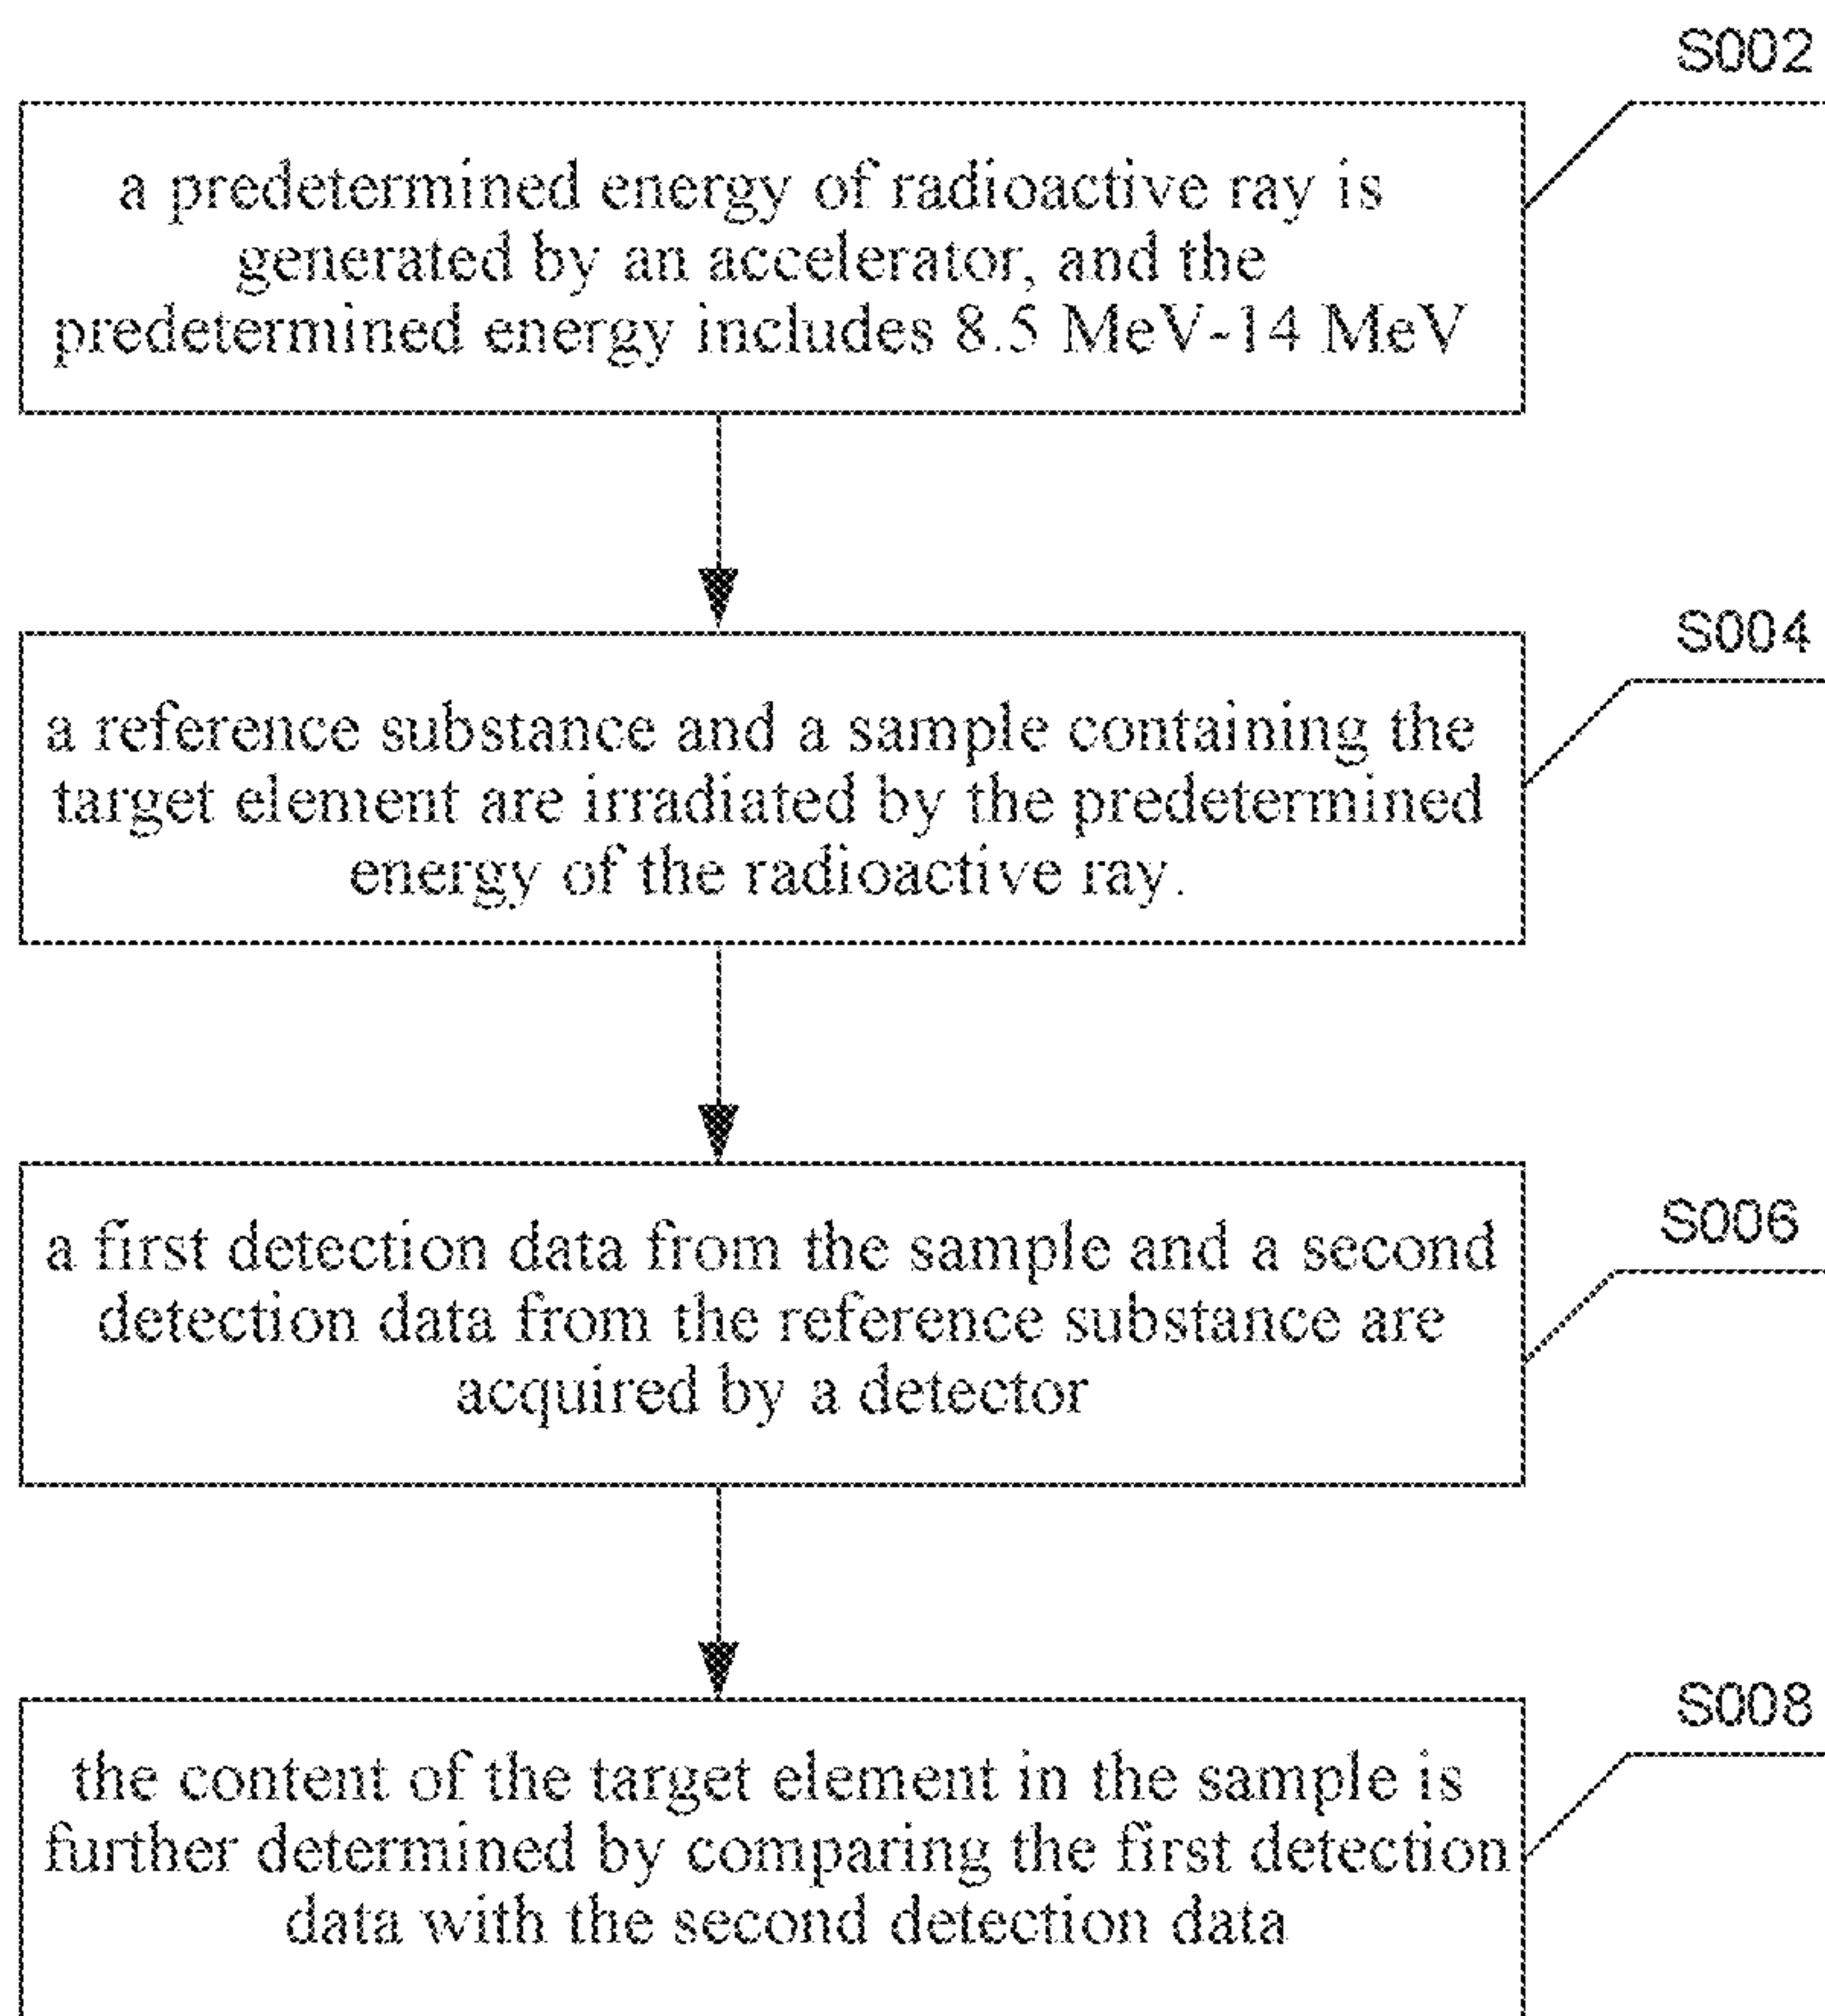 S002
a predetermined energy of radioactive ray is
generated by an accelerator, and the
predetermined energy includes 8.5 MeV-14 MeV
S004
a reference substance and a sample containing the
target element are irradiated by the predetermined
energy of the radioactive ray.
S006
a first detection data from the sample and a second
detection data from the reference substance are
acquired by a detector
S008
the content of the target element in the sample is
further determined by comparing the first detection
data with the second detection data